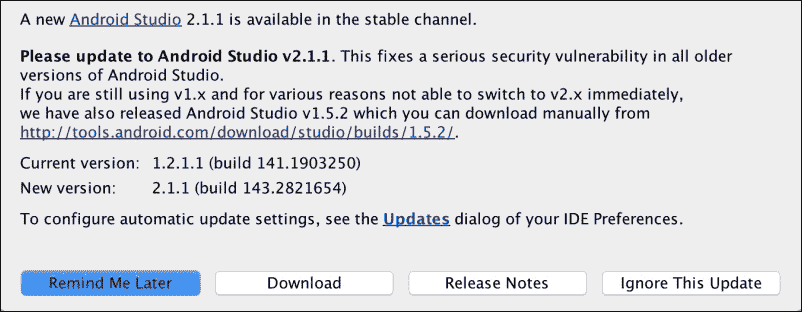 A new Android Studio 2.1.1 is available in the stable channel.
Please update to Android Studio v2.1.1. This fixes a serious security vulnerability in all older
versions of Android Studio.
If you are still using v1.x and for various reasons not able to switch to v2.x immediately,
we have also released Android Studio v1.5.2 which you can download manually from
http://tools.android.com/download/studio/builds/1.5.2/.
Current version: 1.2.1.1 (build 141.1903250)
New version: 2.1.1 (build 143.2821654)
To configure automatic update settings, see the Updates dialog of your IDE Preferences.
Remind Me Later Download Release Notes Ignore This Update